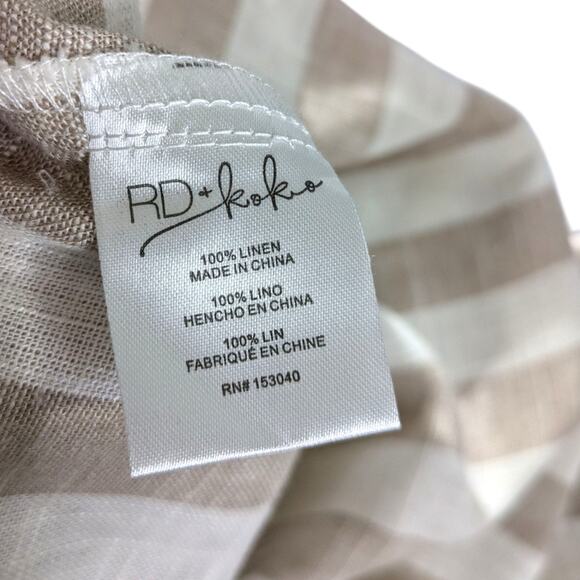 RD + koko
100% LINEN
MADE IN CHINA
100% LINO
HENCHO EN CHINA
100% LIN
FABRIQUÉ EN CHINE
RN# 153040